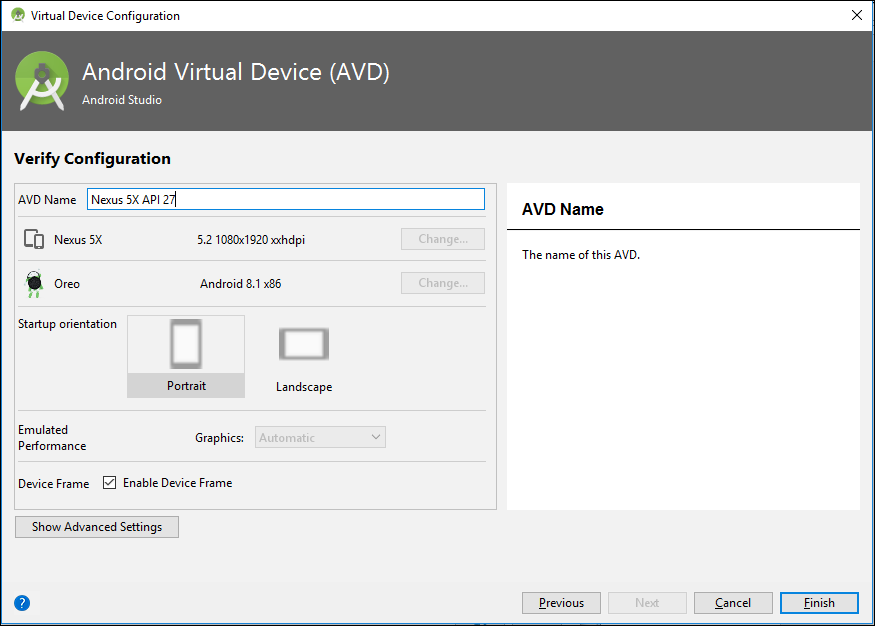 Virtual Device Configuration
Android Virtual Device (AVD)
Android Studio
Verify Configuration
AVD Name Nexus 5X API 27
Nexus 5X 5.2 1080x1920 xxhdpi Change...
Oreo Android 8.1 x86 Change...
Startup orientation
Portrait
Landscape
Emulated
Performance
Graphics: Automatic
Device Frame Enable Device Frame
Show Advanced Settings
AVD Name
The name of this AVD.
?
Previous Next Cancel Finish